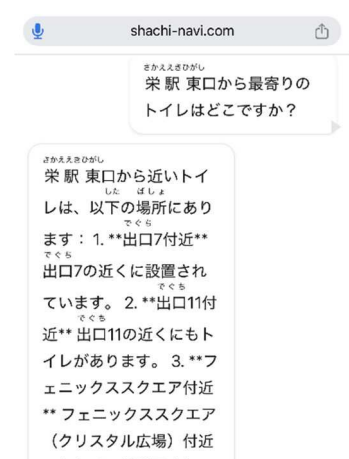 shachi-navi.com
さかええきひがし
栄駅 東口から最寄りの
トイレはどこですか？
さかええきひがし
栄駅 東口から近いトイ
した ばしょ
レは、以下の場所にあり
でぐち
ます： 1. **出口7付近**
でぐち
出口7の近くに設置され
でぐち
ています。 2. **出口11付
でぐち
近** 出口11の近くにもト
イレがあります。 3. **フ
ェニックススクエア付近
** フェニックススクエア
（クリスタル広場）付近